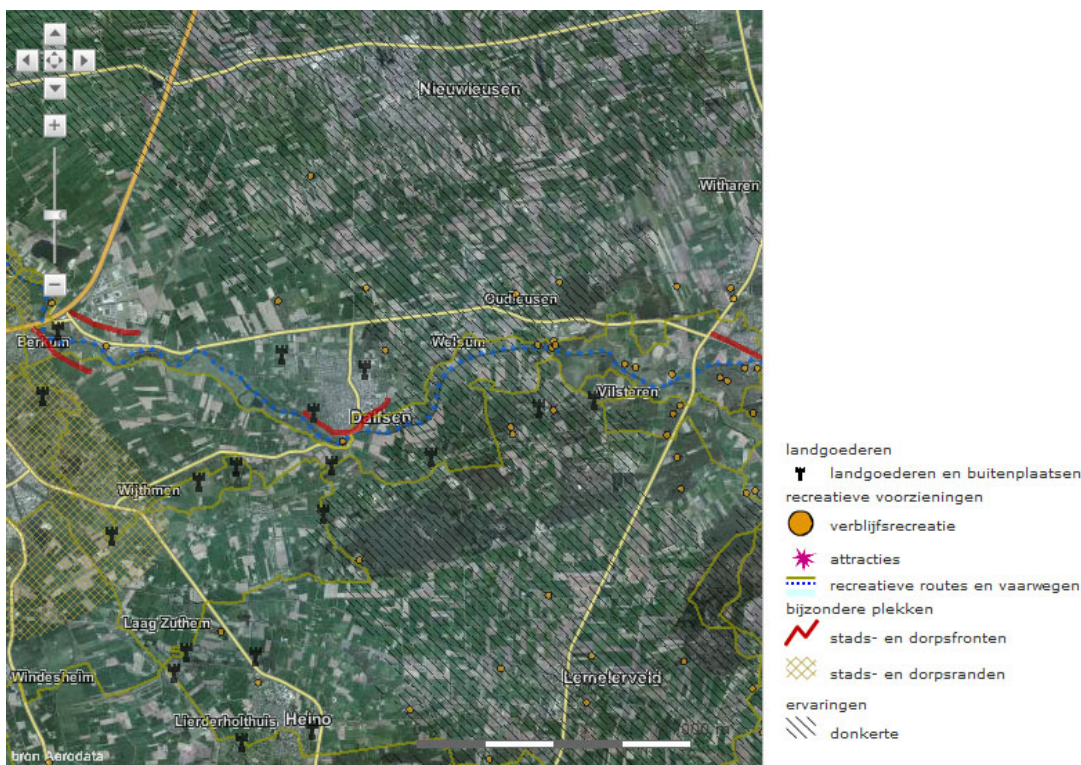 Nieuwleusen
Witharen
Oudleusen
Berkum
Welsum
Vilsteren
Dalfsen
Wijthmen
Laag Zuthem
Windesheim
Lemelerveld
Lierderholthuis
Heino
bron Aerodata
landgoederen
landgoederen en buitenplaatsen
recreatieve voorzieningen
verblijfsrecreatie
attracties
recreatieve routes en vaarwegen
bijzondere plekken
stads- en dorpsfronten
stads- en dorpsranden
ervaringen
donkerte